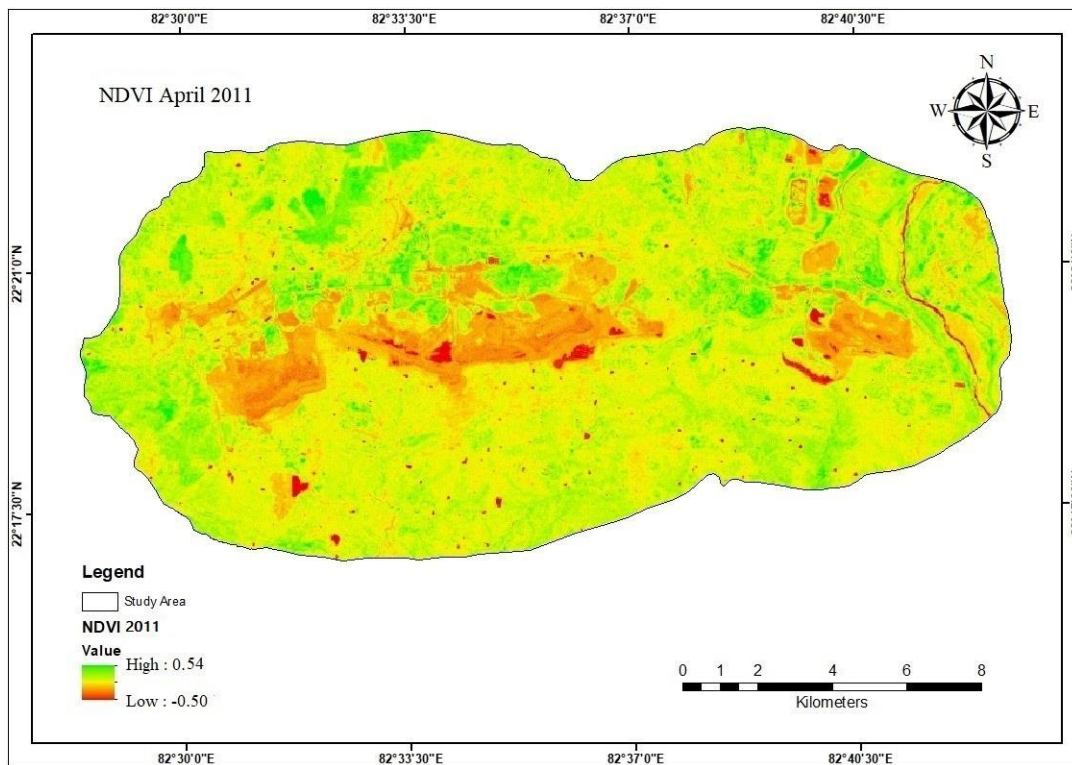 82°30'0"E 82°33'30"E 82°37'0"E 82°40'30"E
NDVI April 2011
N
W E
S
22°21'0"N
22°17'30"N
Legend
Study Area
NDVI 2011
Value
High : 0.54
Low : -0.50
0 1 2 4 6 8
Kilometers
82°30'0"E 82°33'30"E 82°37'0"E 82°40'30"E